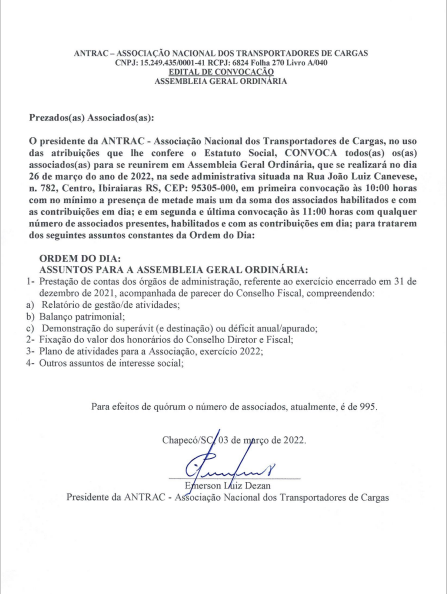 ANTRAC – ASSOCIAÇÃO NACIONAL DOS TRANSPORTADORES DE CARGAS
CNPJ: 15.249.435/0001-41 RCPJ: 6824 Folha 270 Livro A/040
EDITAL DE CONVOCAÇÃO
ASSEMBLEIA GERAL ORDINÁRIA
Prezados(as) Associados(as):
O presidente da ANTRAC - Associação Nacional dos Transportadores de Cargas, no uso
das atribuições que lhe confere o Estatuto Social, CONVOCA todos(as) os(as)
associados(as) para se reunirem em Assembleia Geral Ordinária, que se realizará no dia
26 de março do ano de 2022, na sede administrativa situada na Rua João Luiz Canevese,
n. 782, Centro, Ibiraiaras RS, CEP: 95305-000, em primeira convocação às 10:00 horas
com no mínimo a presença de metade mais um da soma dos associados habilitados e com
as contribuições em dia; e em segunda e última convocação às 11:00 horas com qualquer
número de associados presentes, habilitados e com as contribuições em dia; para tratarem
dos seguintes assuntos constantes da Ordem do Dia:
ORDEM DO DIA:
ASSUNTOS PARA A ASSEMBLEIA GERAL ORDINÁRIA:
1- Prestação de contas dos órgãos de administração, referente ao exercício encerrado em 31 de
dezembro de 2021, acompanhada de parecer do Conselho Fiscal, compreendendo:
a) Relatório de gestão/de atividades;
b) Balanço patrimonial;
c) Demonstração do superávit (e destinação) ou déficit anual/apurado;
2- Fixação do valor dos honorários do Conselho Diretor e Fiscal;
3- Plano de atividades para a Associação, exercício 2022;
4- Outros assuntos de interesse social;
Para efeitos de quórum o número de associados, atualmente, é de 995.
Chapecó/SC, 03 de março de 2022.
Emerson Luiz Dezan
Presidente da ANTRAC - Associação Nacional dos Transportadores de Cargas